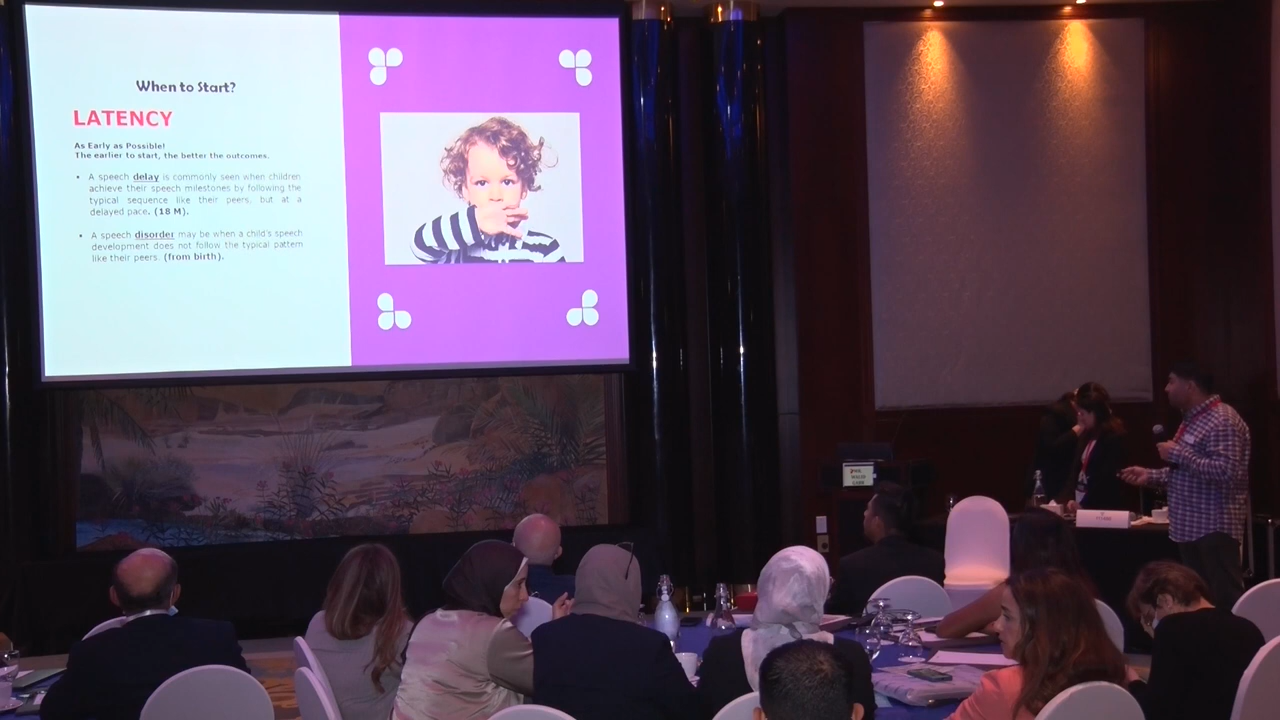 When to Start?
LATENCY
As Early as Possible!
The earlier to start, the better the outcomes.
• A speech delay is commonly seen when children
achieve their speech milestones by following the
typical sequence like their peers, but at a
delayed pace. (18 M).
• A speech disorder may be when a child's speech
development does not follow the typical pattern
like their peers. (from birth).